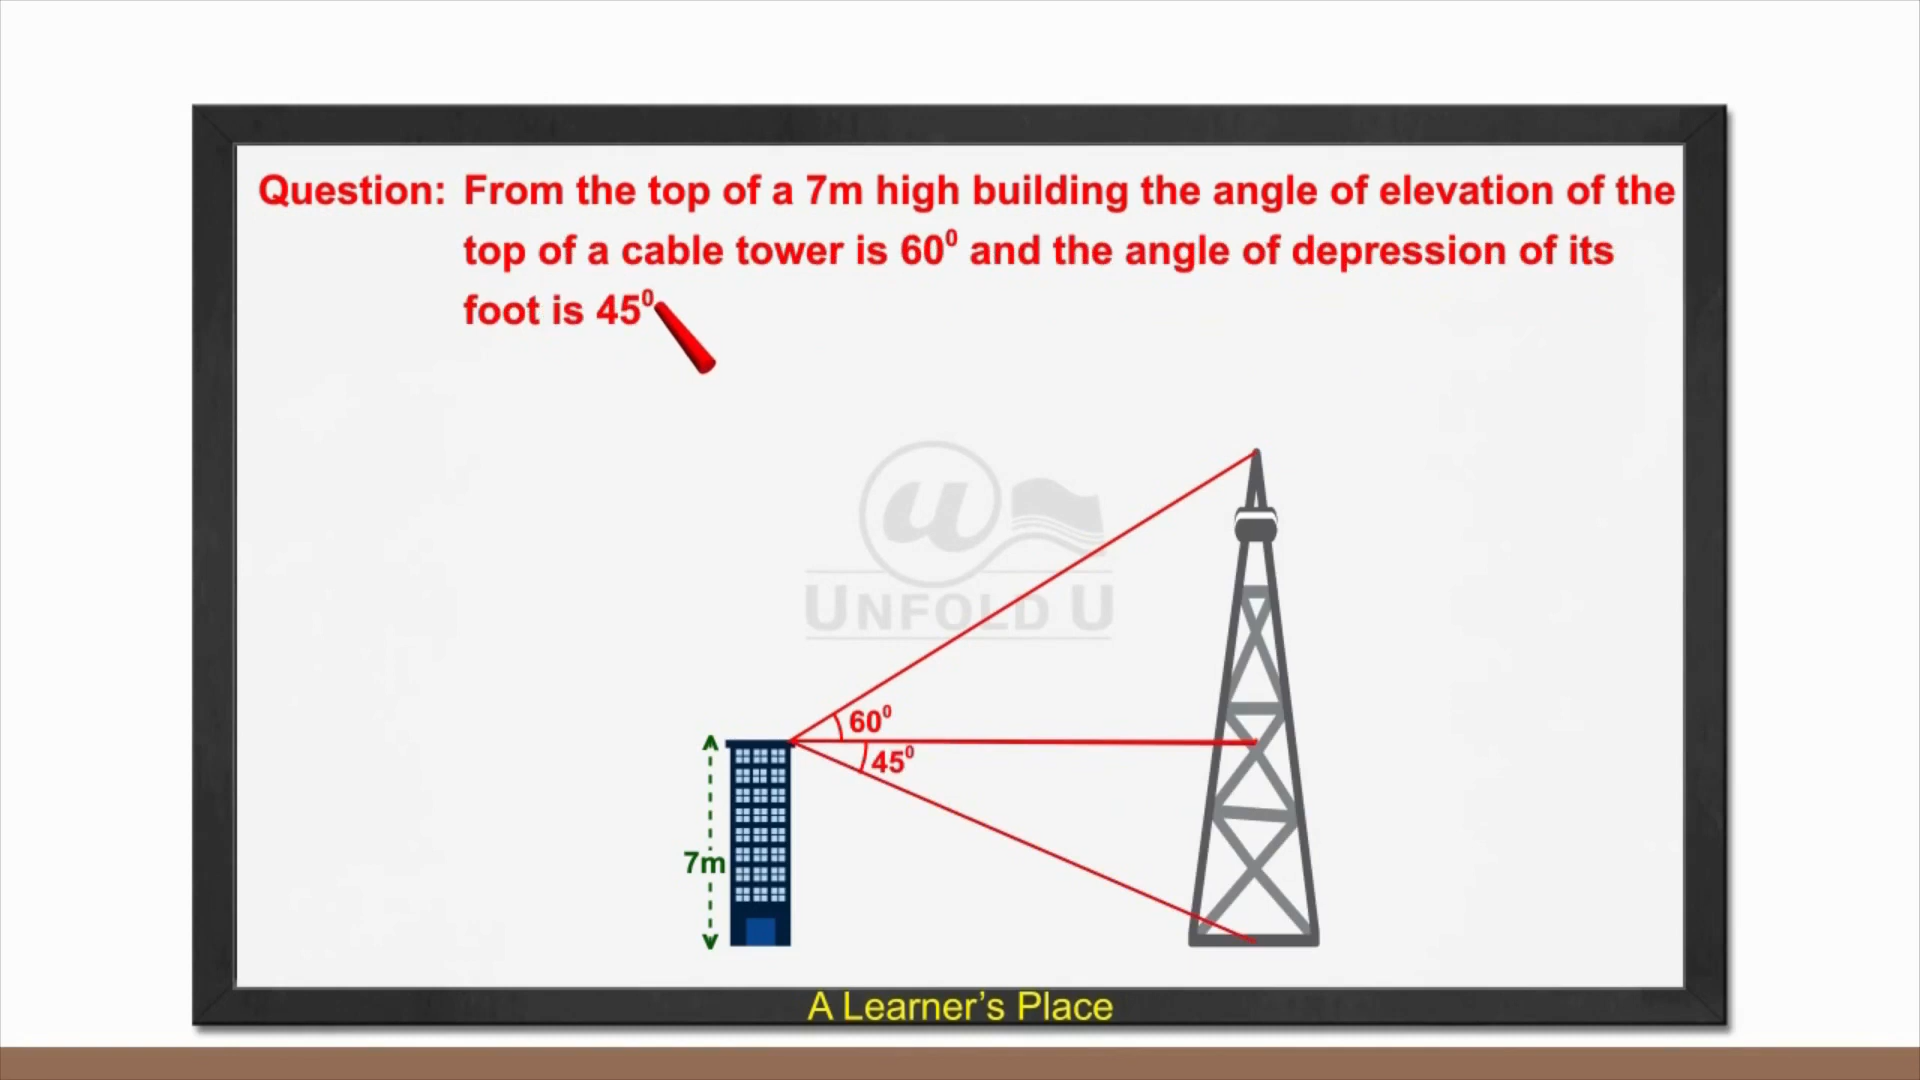 Question: From the top of a 7m high building the angle of elevation of the
top of a cable tower is 60⁰ and the angle of depression of its
foot is 45⁰
u
UNFOLD U
60⁰
45⁰
7m
A Learner's Place